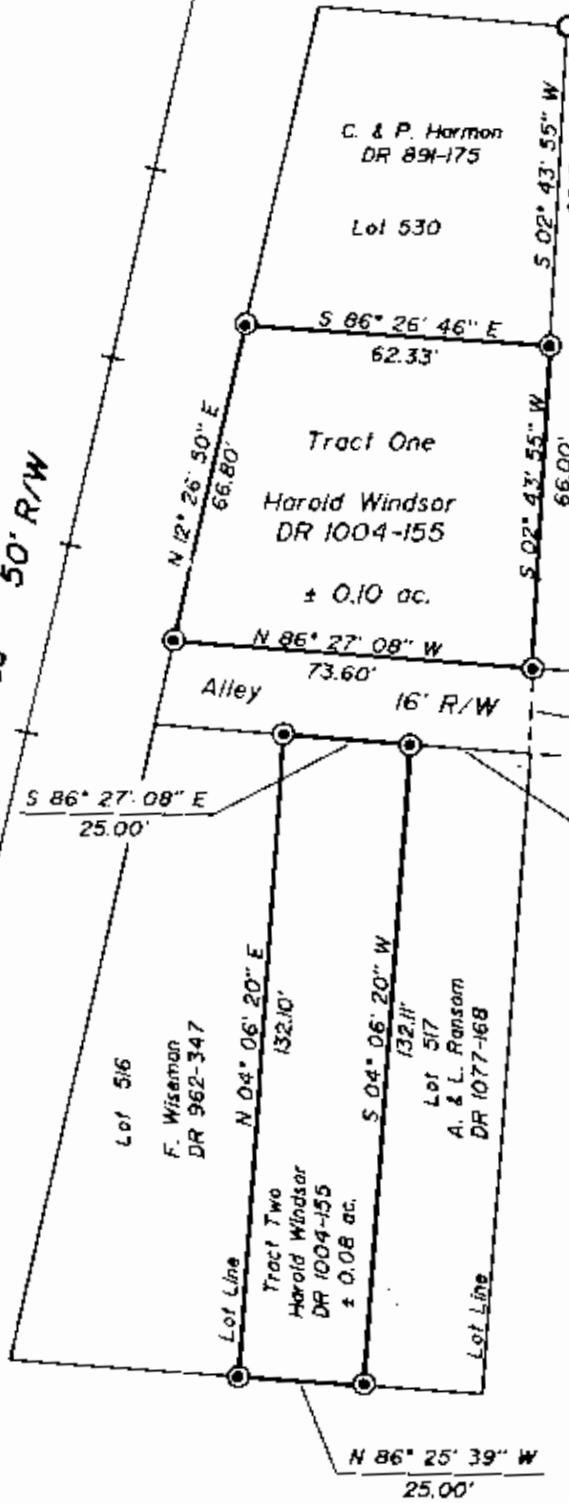 C. & P. Harmon
DR 891-175
Lot 530
S 02° 43' 55" W
S 86° 26' 46" E
62.33'
N 12° 26' 50" E
66.80'
Tract One
Harold Windsor
DR 1004-155
± 0.10 ac.
S 02° 43' 55" W
66.00'
50' R/W
N 86° 27' 08" W
73.60'
Alley
16' R/W
S 86° 27' 08" E
25.00'
Lot 516
F. Wiseman
DR 962-347
N 04° 06' 20" E
132.10'
Lot Line
Tract Two
Harold Windsor
DR 1004-155
± 0.08 ac.
S 04° 06' 20" W
132.11'
Lot 517
A. & L. Ransom
DR 1077-168
Lot Line
N 86° 25' 39" W
25.00'